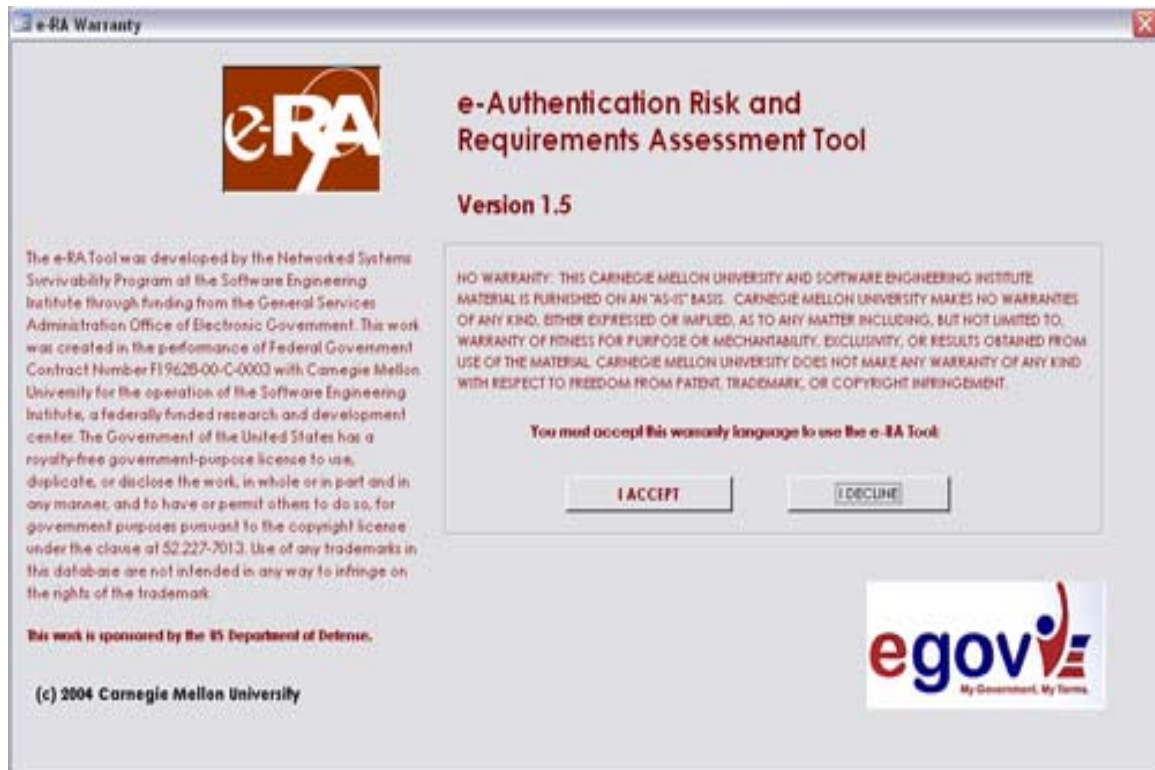 e-RA Warranty
e-RA
e-Authentication Risk and
Requirements Assessment Tool
Version 1.5
The e-RA Tool was developed by the Networked Systems
Survivability Program at the Software Engineering
Institute through funding from the General Services
Administration Office of Electronic Government. This work
was created in the performance of Federal Government
Contract Number F19628-00-C-0003 with Carnegie Mellon
University for the operation of the Software Engineering
Institute, a federally funded research and development
center. The Government of the United States has a
royalty-free government-purpose license to use,
duplicate, or disclose the work, in whole or in part and in
any manner, and to have or permit others to do so, for
government purposes pursuant to the copyright license
under the clause at 52.227-7013. Use of any trademarks in
this database are not intended in any way to infringe on
the rights of the trademark.
This work is sponsored by the US Department of Defense.
(c) 2004 Carnegie Mellon University
NO WARRANTY: THIS CARNEGIE MELLON UNIVERSITY AND SOFTWARE ENGINEERING INSTITUTE
MATERIAL IS FURNISHED ON AN "AS-IS" BASIS. CARNEGIE MELLON UNIVERSITY MAKES NO WARRANTIES
OF ANY KIND, EITHER EXPRESSED OR IMPLIED, AS TO ANY MATTER INCLUDING, BUT NOT LIMITED TO,
WARRANTY OF FITNESS FOR PURPOSE OR MECHANTABILITY, EXCLUSIVITY, OR RESULTS OBTAINED FROM
USE OF THE MATERIAL. CARNEGIE MELLON UNIVERSITY DOES NOT MAKE ANY WARRANTY OF ANY KIND
WITH RESPECT TO FREEDOM FROM PATENT, TRADEMARK, OR COPYRIGHT INFRINGEMENT.
You must accept this warranty language to use the e-RA Tool:
I ACCEPT
I DECLINE
egov
My Government. My Terms.